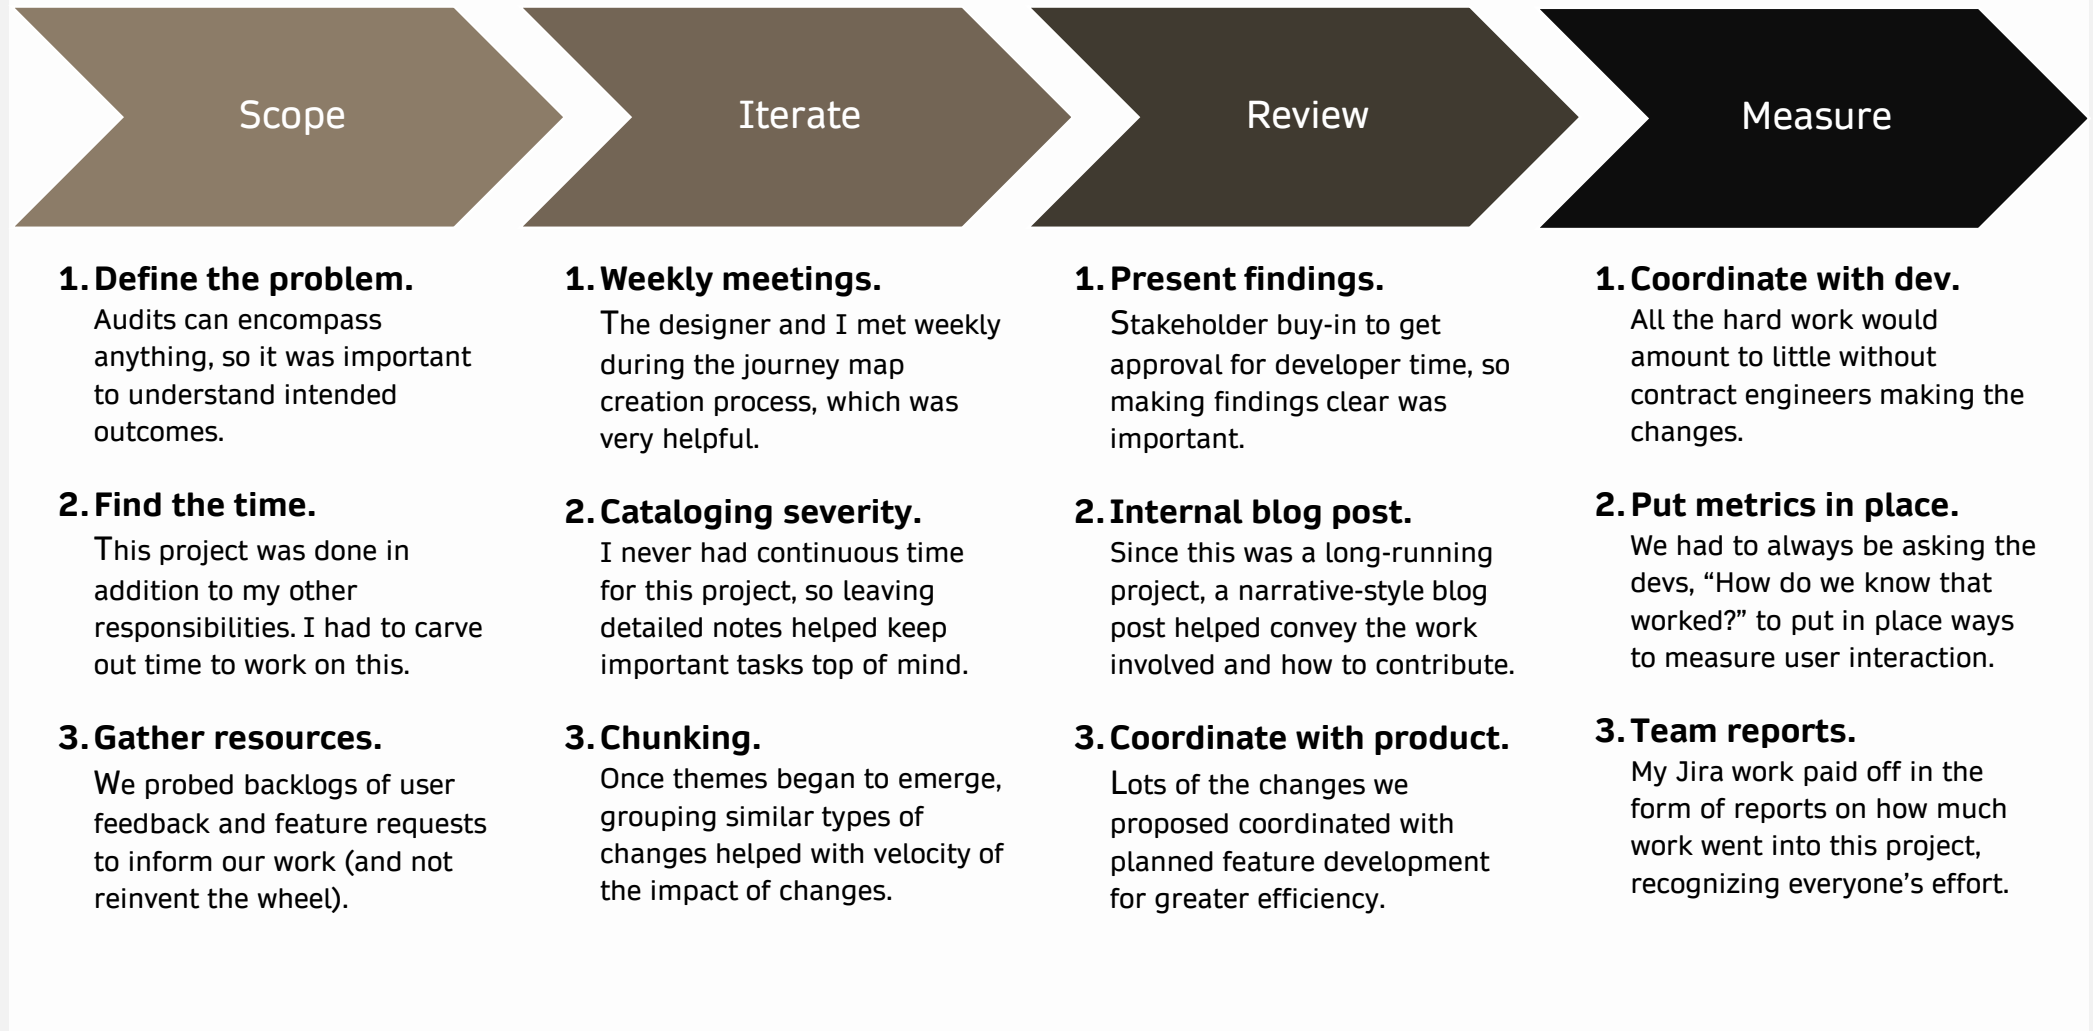 Scope
Iterate
Review
Measure
1. Define the problem.
Audits can encompass
anything, so it was important
to understand intended
outcomes.
2. Find the time.
This project was done in
addition to my other
responsibilities. I had to carve
out time to work on this.
3. Gather resources.
We probed backlogs of user
feedback and feature requests
to inform our work (and not
reinvent the wheel).
1. Weekly meetings.
The designer and I met weekly
during the journey map
creation process, which was
very helpful.
2. Cataloging severity.
I never had continuous time
for this project, so leaving
detailed notes helped keep
important tasks top of mind.
3. Chunking.
Once themes began to emerge,
grouping similar types of
changes helped with velocity of
the impact of changes.
1. Present findings.
Stakeholder buy-in to get
approval for developer time, so
making findings clear was
important.
2. Internal blog post.
Since this was a long-running
project, a narrative-style blog
post helped convey the work
involved and how to contribute.
3. Coordinate with product.
Lots of the changes we
proposed coordinated with
planned feature development
for greater efficiency.
1. Coordinate with dev.
All the hard work would
amount to little without
contract engineers making the
changes.
2. Put metrics in place.
We had to always be asking the
devs, “How do we know that
worked?” to put in place ways
to measure user interaction.
3. Team reports.
My Jira work paid off in the
form of reports on how much
work went into this project,
recognizing everyone’s effort.